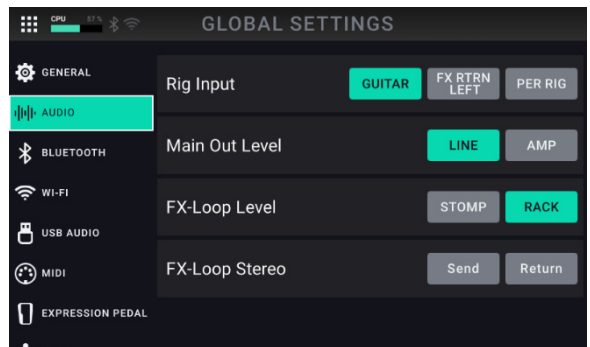 CPU 57 % GLOBAL SETTINGS
GENERAL
AUDIO
BLUETOOTH
WI-FI
USB AUDIO
MIDI
EXPRESSION PEDAL
Rig Input GUITAR FX RTRN LEFT PER RIG
Main Out Level LINE AMP
FX-Loop Level STOMP RACK
FX-Loop Stereo Send Return